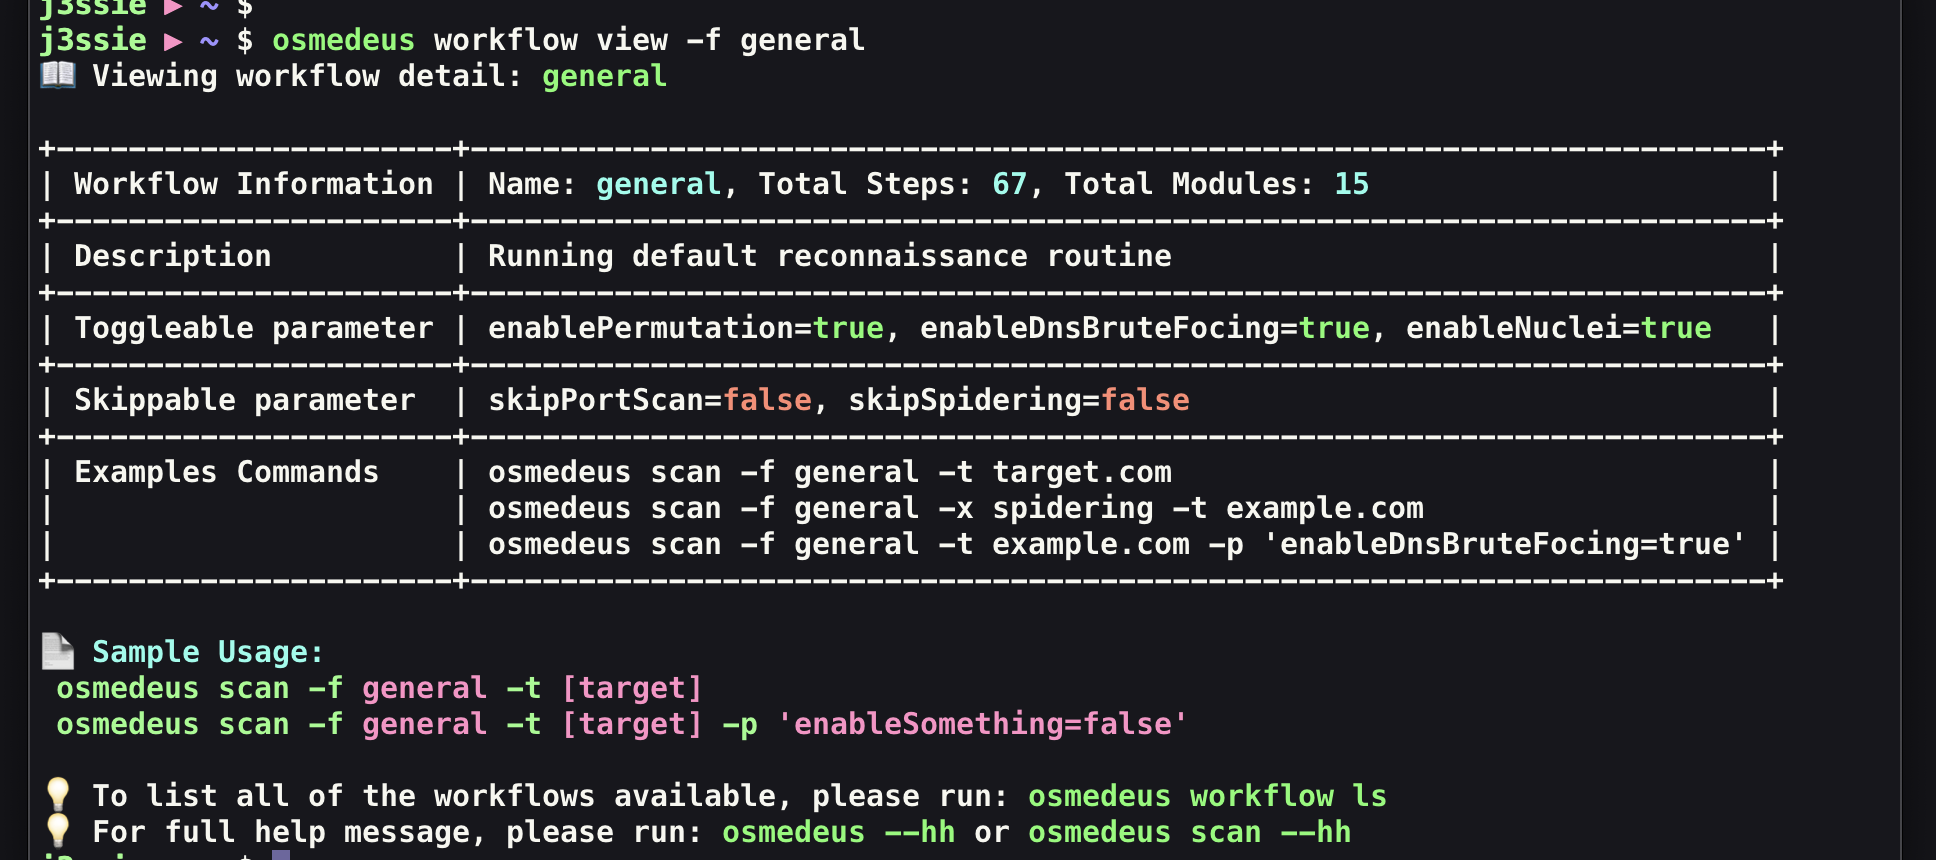 j3ssie ▶ ~ $
j3ssie ▶ ~ $ osmedeus workflow view -f general
📖 Viewing workflow detail: general
+----------------------+------------------------------------------------------------------------+
| Workflow Information | Name: general, Total Steps: 67, Total Modules: 15                      |
+----------------------+------------------------------------------------------------------------+
| Description          | Running default reconnaissance routine                                 |
+----------------------+------------------------------------------------------------------------+
| Toggleable parameter | enablePermutation=true, enableDnsBruteFocing=true, enableNuclei=true   |
+----------------------+------------------------------------------------------------------------+
| Skippable parameter  | skipPortScan=false, skipSpidering=false                                |
+----------------------+------------------------------------------------------------------------+
| Examples Commands    | osmedeus scan -f general -t target.com                                 |
|                      | osmedeus scan -f general -x spidering -t example.com                   |
|                      | osmedeus scan -f general -t example.com -p 'enableDnsBruteFocing=true' |
+----------------------+------------------------------------------------------------------------+
📄 Sample Usage:
osmedeus scan -f general -t [target]
osmedeus scan -f general -t [target] -p 'enableSomething=false'
💡 To list all of the workflows available, please run: osmedeus workflow ls
💡 For full help message, please run: osmedeus --hh or osmedeus scan --hh